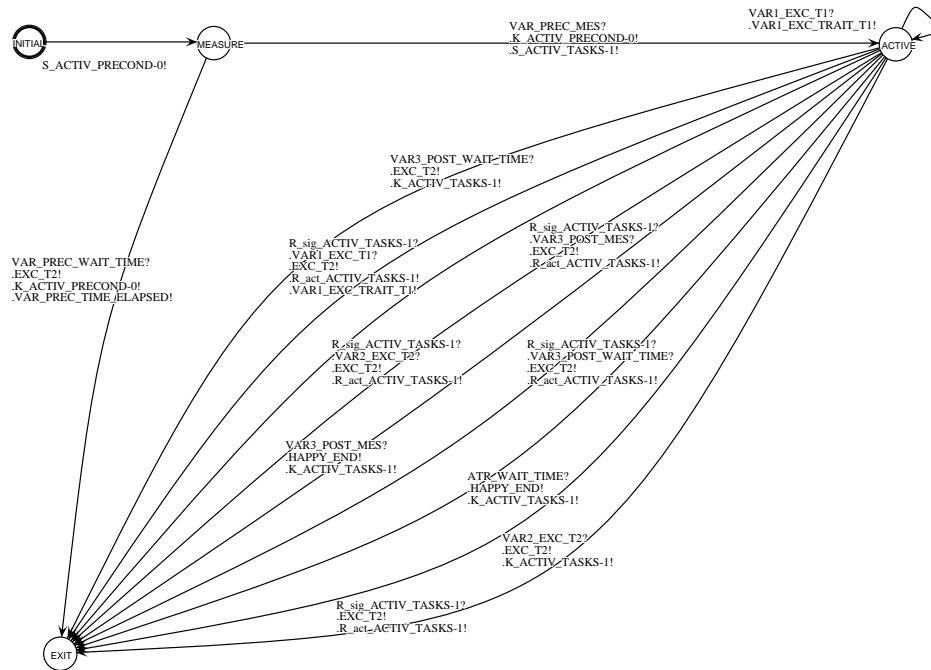 VAR1_EXC_T1?
.VAR1_EXC_TRAIT_T1!
VAR_PREC_MES?
.K_ACTIV_PRECOND-0!
.S_ACTIV_TASKS-1!
INITIAL
MEASURE
ACTIVE
S_ACTIV_PRECOND-0!
VAR3_POST_WAIT_TIME?
.EXC_T2!
.K_ACTIV_TASKS-1!
R_sig_ACTIV_TASKS-1?
.VAR3_POST_MES?
.EXC_T2!
.R_act_ACTIV_TASKS-1!
R_sig_ACTIV_TASKS-1?
.VAR1_EXC_T1?
.EXC_T2!
.R_act_ACTIV_TASKS-1!
.VAR1_EXC_TRAIT_T1!
VAR_PREC_WAIT_TIME?
.EXC_T2!
.K_ACTIV_PRECOND-0!
.VAR_PREC_TIME_ELAPSED!
R_sig_ACTIV_TASKS-1?
.VAR2_EXC_T2?
.EXC_T2!
.R_act_ACTIV_TASKS-1!
R_sig_ACTIV_TASKS-1?
.VAR3_POST_WAIT_TIME?
.EXC_T2!
.R_act_ACTIV_TASKS-1!
VAR3_POST_MES?
.HAPPY_END!
.K_ACTIV_TASKS-1!
ATR_WAIT_TIME?
.HAPPY_END!
.K_ACTIV_TASKS-1!
VAR2_EXC_T2?
.EXC_T2!
.K_ACTIV_TASKS-1!
R_sig_ACTIV_TASKS-1?
.EXC_T2!
.R_act_ACTIV_TASKS-1!
EXIT